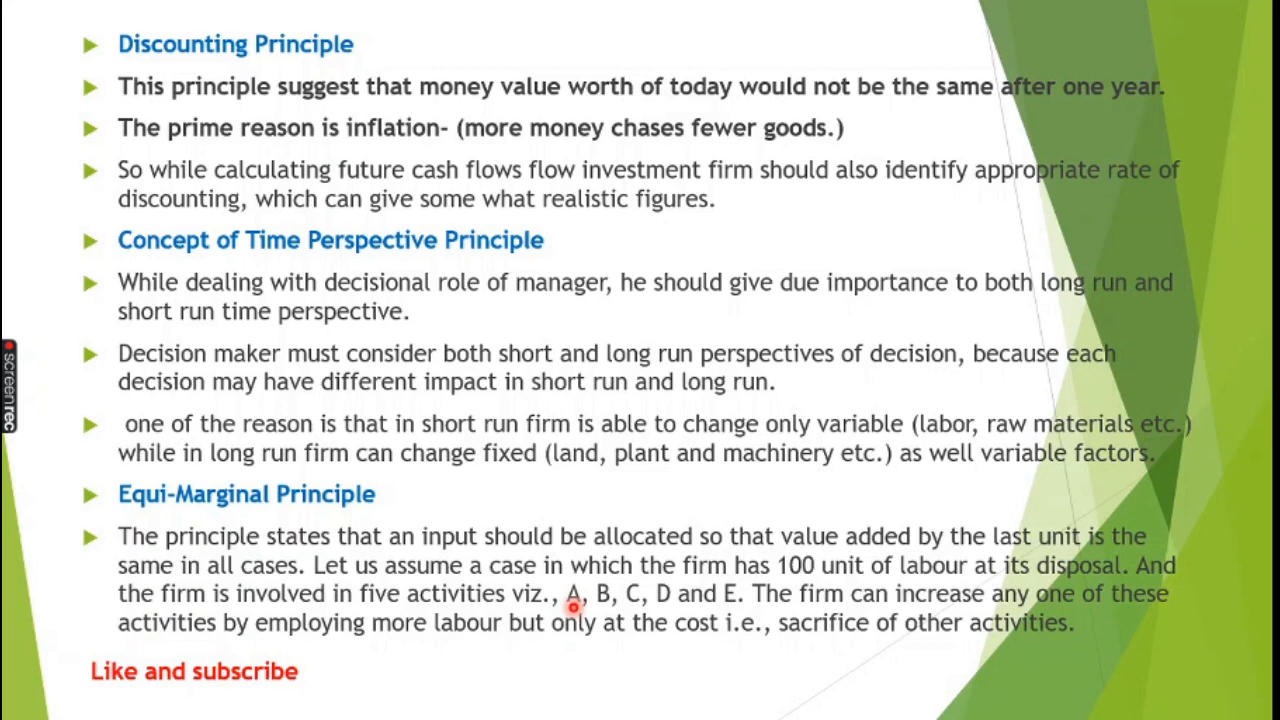 Discounting Principle
This principle suggest that money value worth of today would not be the same after one year.
The prime reason is inflation- (more money chases fewer goods.)
So while calculating future cash flows flow investment firm should also identify appropriate rate of
discounting, which can give some what realistic figures.
Concept of Time Perspective Principle
While dealing with decisional role of manager, he should give due importance to both long run and
short run time perspective.
Decision maker must consider both short and long run perspectives of decision, because each
decision may have different impact in short run and long run.
one of the reason is that in short run firm is able to change only variable (labor, raw materials etc.)
while in long run firm can change fixed (land, plant and machinery etc.) as well variable factors.
Equi-Marginal Principle
The principle states that an input should be allocated so that value added by the last unit is the
same in all cases. Let us assume a case in which the firm has 100 unit of labour at its disposal. And
the firm is involved in five activities viz., A, B, C, D and E. The firm can increase any one of these
activities by employing more labour but only at the cost i.e., sacrifice of other activities.
Like and subscribe
screenrec